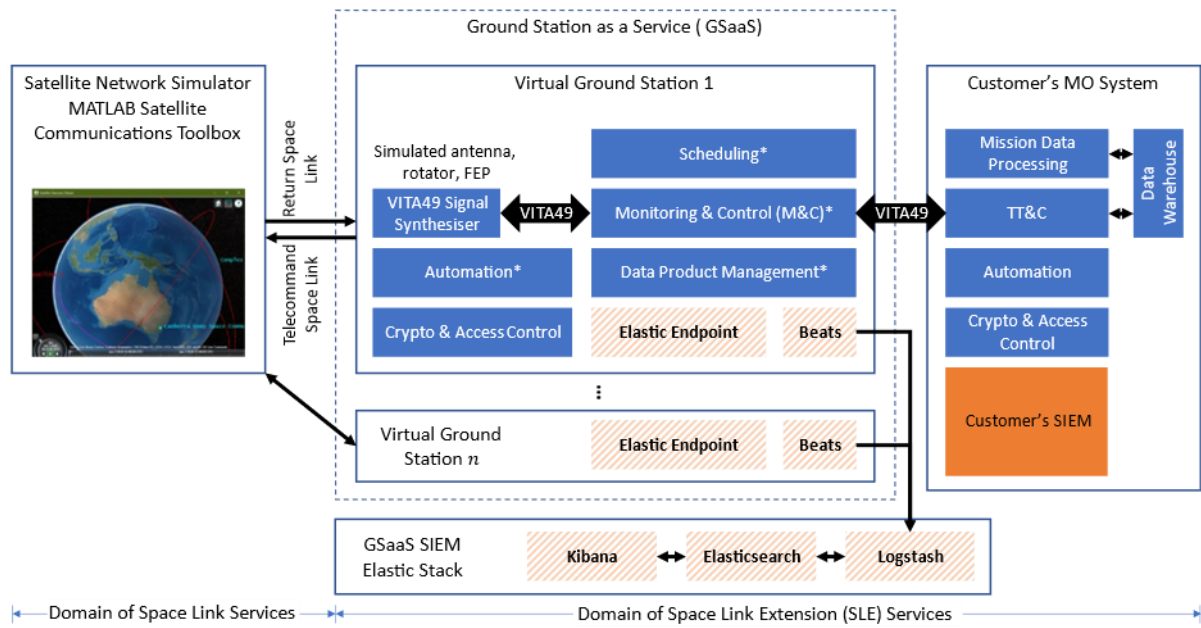 Ground Station as a Service ( GSaaS)
Satellite Network Simulator
MATLAB Satellite
Communications Toolbox
Return Space
Link
Telecommand
Space Link
Virtual Ground Station 1
Simulated antenna,
rotator, FEP
VITA49 Signal
Synthesiser
VITA49
Scheduling*
Monitoring & Control (M&C)*
Automation*
Data Product Management*
Crypto & Access Control
Elastic Endpoint
Beats
VITA49
Customer's MO System
Mission Data
Processing
TT&C
Data
Warehouse
Automation
Crypto & Access
Control
Customer's SIEM
...
Virtual Ground
Station n
Elastic Endpoint
Beats
GSaaS SIEM
Elastic Stack
Kibana
Elasticsearch
Logstash
Domain of Space Link Services
Domain of Space Link Extension (SLE) Services